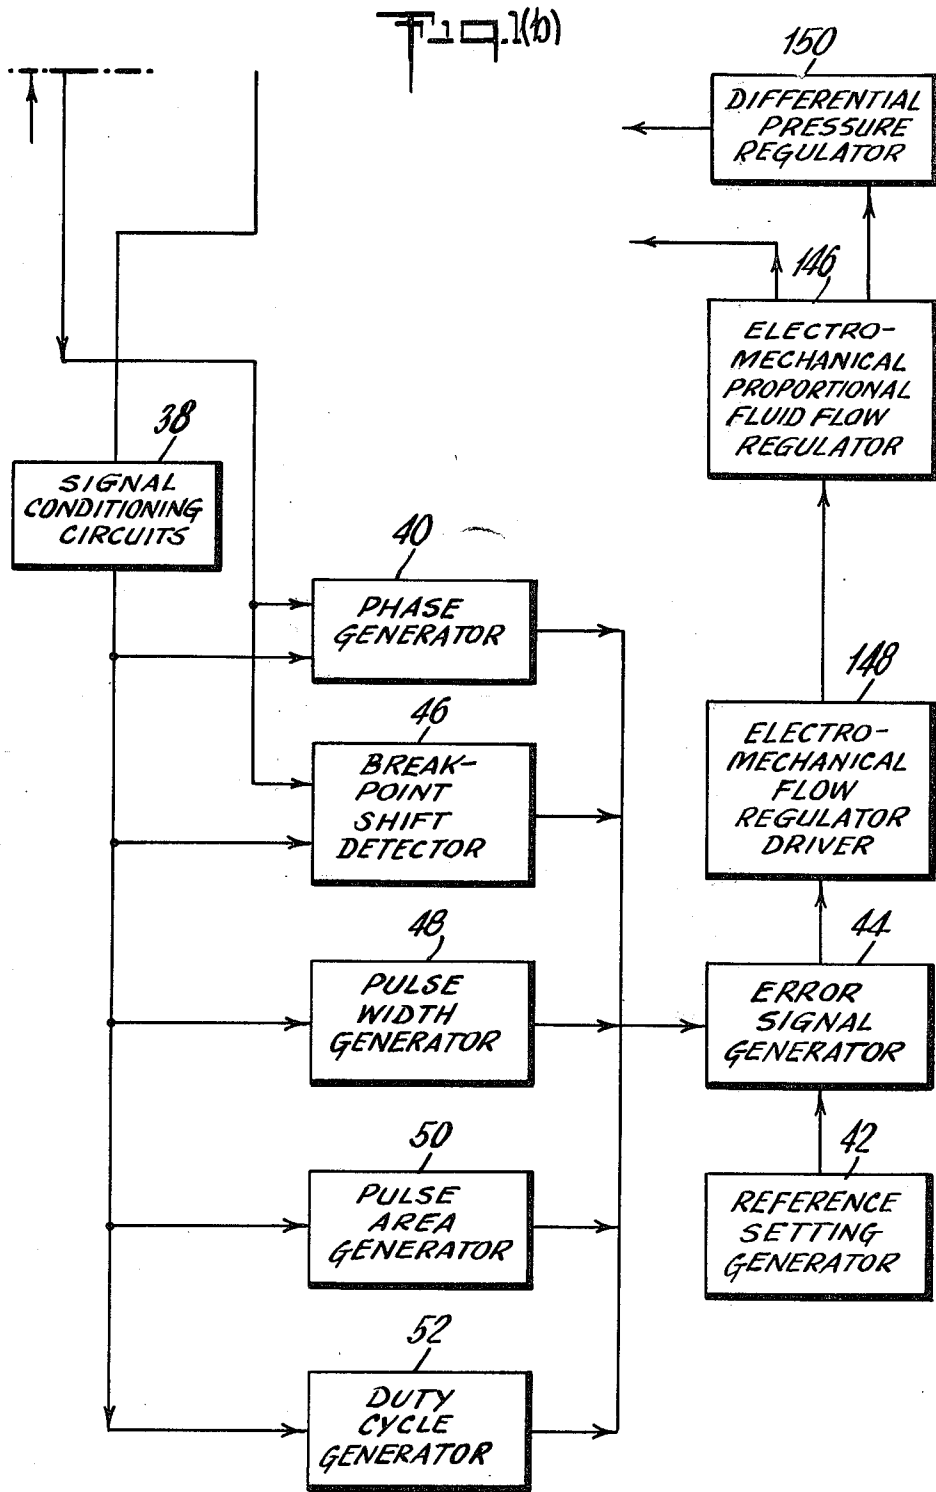 Fig.1(b)
150
DIFFERENTIAL
PRESSURE
REGULATOR
146
ELECTRO-
MECHANICAL
PROPORTIONAL
FLUID FLOW
REGULATOR
38
SIGNAL
CONDITIONING
CIRCUITS
40
PHASE
GENERATOR
148
ELECTRO-
MECHANICAL
FLOW
REGULATOR
DRIVER
46
BREAK-
POINT
SHIFT
DETECTOR
48
PULSE
WIDTH
GENERATOR
44
ERROR
SIGNAL
GENERATOR
50
PULSE
AREA
GENERATOR
42
REFERENCE
SETTING
GENERATOR
52
DUTY
CYCLE
GENERATOR